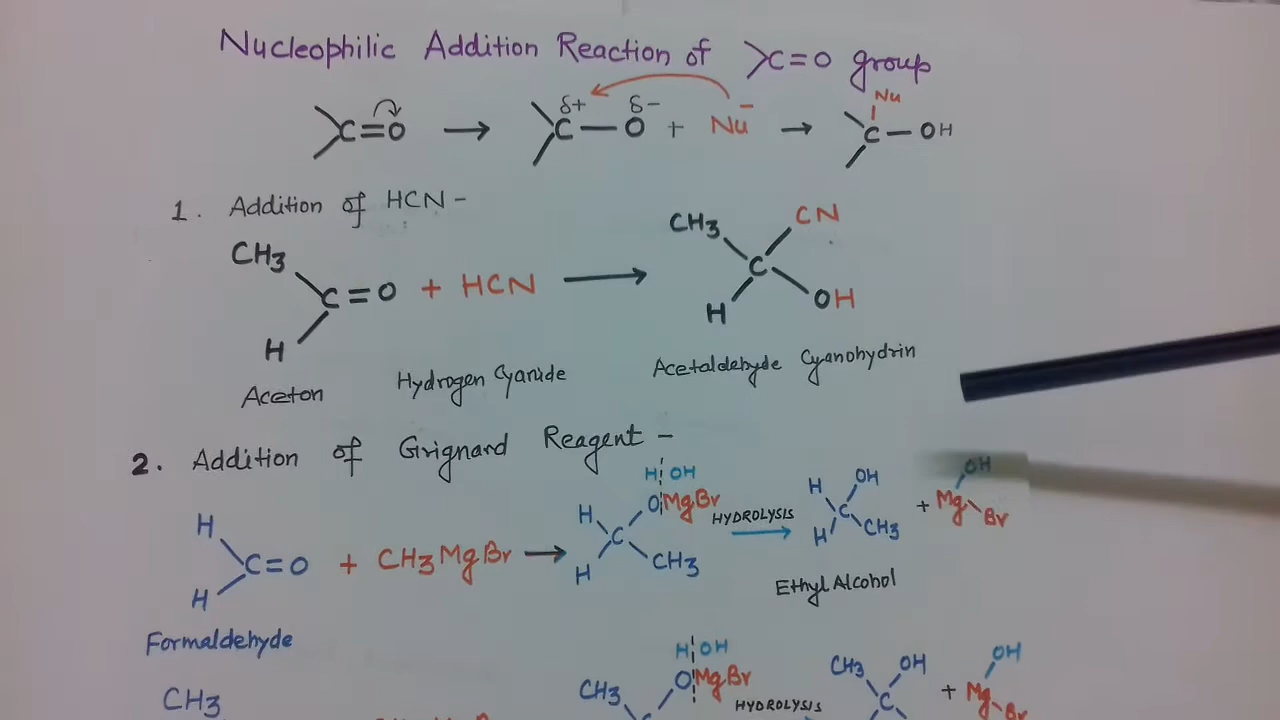 Nucleophilic Addition Reaction of >C=O group
>C=O → >C—O δ+ δ- + Nu- → C—OH Nu
1. Addition of HCN -
CH3 H C=O + HCN → CH3 CN C H OH
Aceton Hydrogen Cyanide Acetaldehyde Cyanohydrin
2. Addition of Grignard Reagent -
H H C=O + CH3MgBr → H OH H OMgBr C H CH3 HYDROLYSIS → H OH C H CH3 + Mg OH Br
Formaldehyde Ethyl Alcohol
CH3 H OH CH3 OMgBr HYDROLYSIS CH3 OH C + Mg OH Br